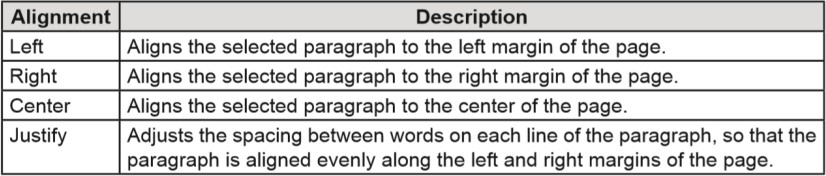 Alignment Description
Left Aligns the selected paragraph to the left margin of the page.
Right Aligns the selected paragraph to the right margin of the page.
Center Aligns the selected paragraph to the center of the page.
Justify Adjusts the spacing between words on each line of the paragraph, so that the
paragraph is aligned evenly along the left and right margins of the page.